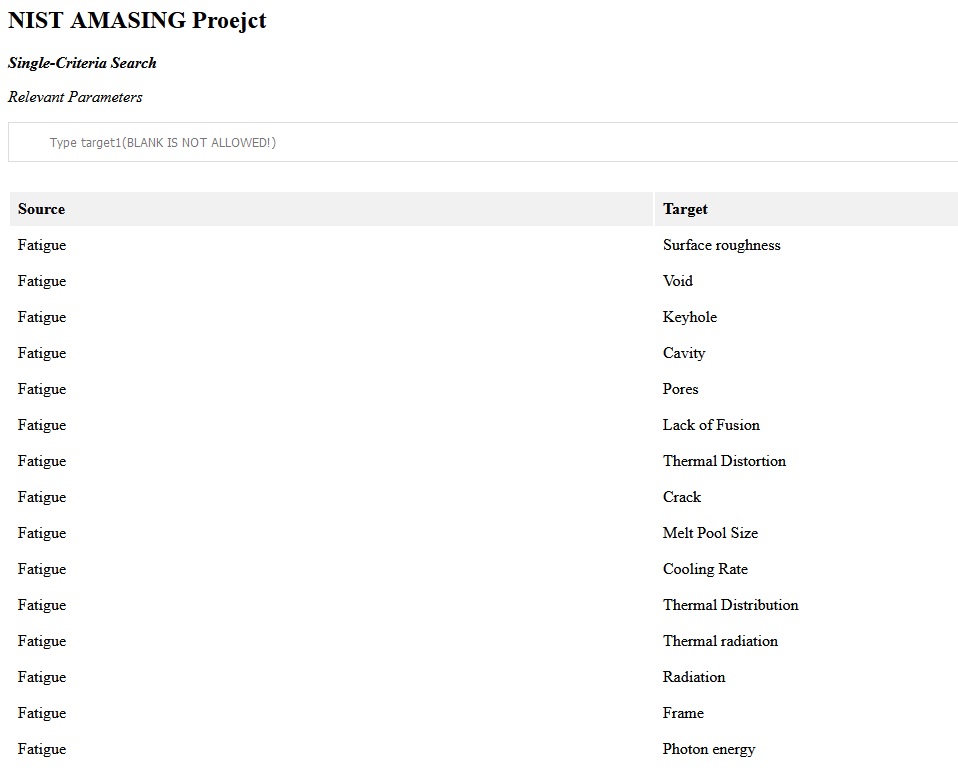 NIST AMASING Proejct
Single-Criteria Search
Relevant Parameters
Type target1(BLANK IS NOT ALLOWED!)
Source Target
Fatigue Surface roughness
Fatigue Void
Fatigue Keyhole
Fatigue Cavity
Fatigue Pores
Fatigue Lack of Fusion
Fatigue Thermal Distortion
Fatigue Crack
Fatigue Melt Pool Size
Fatigue Cooling Rate
Fatigue Thermal Distribution
Fatigue Thermal radiation
Fatigue Radiation
Fatigue Frame
Fatigue Photon energy